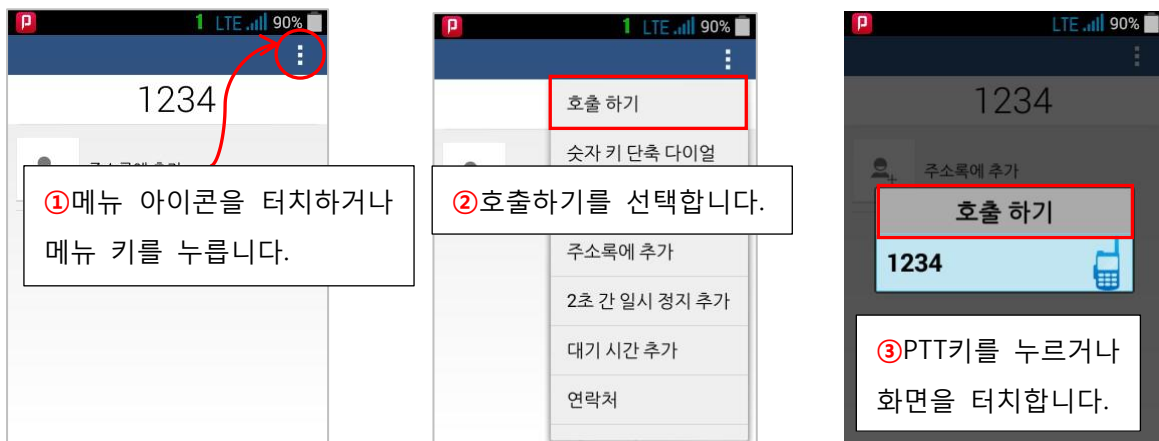 1 LTE 90%
1234
①메뉴 아이콘을 터치하거나
메뉴 키를 누릅니다.
1 LTE 90%
호출 하기
숫자 키 단축 다이얼
②호출하기를 선택합니다.
주소록에 추가
2초 간 일시 정지 추가
대기 시간 추가
연락처
LTE 90%
1234
주소록에 추가
호출 하기
1234
③PTT키를 누르거나
화면을 터치합니다.